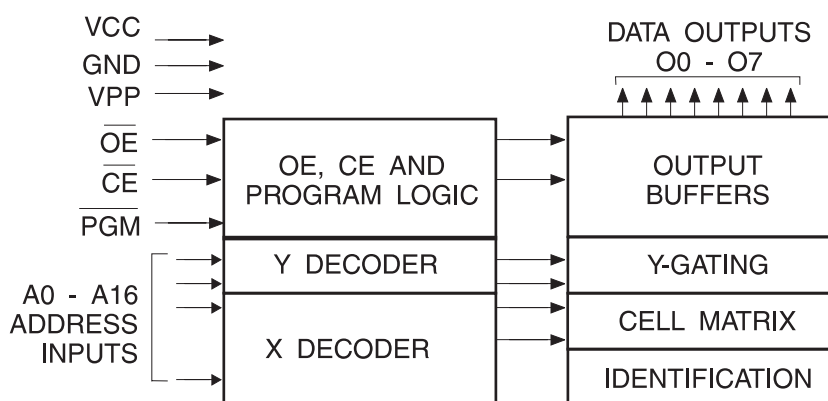 VCC
GND
VPP
OE
CE
PGM
A0 - A16
ADDRESS
INPUTS
OE, CE AND
PROGRAM LOGIC
Y DECODER
X DECODER
DATA OUTPUTS
O0 - O7
OUTPUT
BUFFERS
Y-GATING
CELL MATRIX
IDENTIFICATION